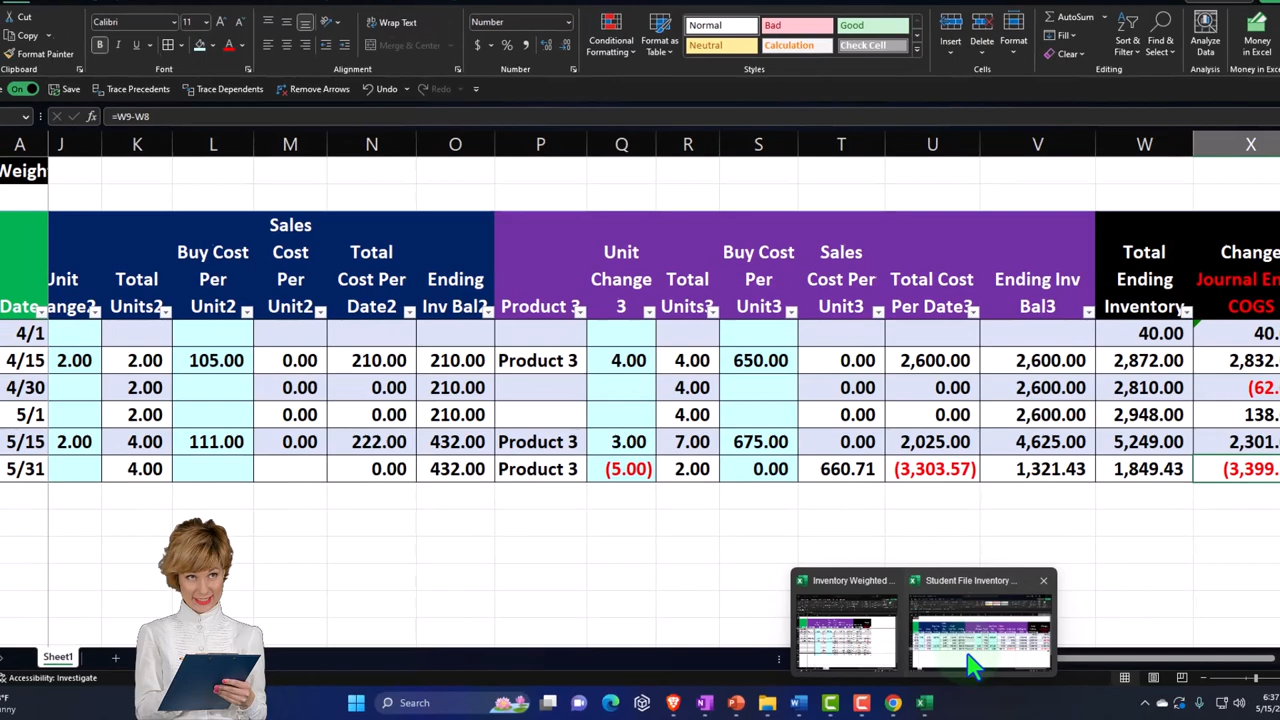 Cut
Calibri 11
Wrap Text
Number
Normal Bad Good
AutoSum
Copy
Conditional Formatting
Format as Table
Insert Delete Format
Fill
Sort & Filter
Find & Select
Analyze Data
Money in Excel
Format Painter
B I U A
Merge & Center
$ % 9
Neutral Calculation Check Cell
Clear
Clipboard Font Alignment Number Styles Cells Editing Analysis Money in Excel
On Save Trace Precedents Trace Dependents Remove Arrows Undo Redo
fx =W9-W8
A J K L M N O P Q R S T U V W X
Weight
Date
Unit
ange2
Total
Units2
Buy Cost
Per
Unit2
Sales
Cost
Per
Unit2
Total
Cost Per
Date2
Ending
Inv Bal2
Product 3
Unit
Change
3
Total
Units3
Buy Cost
Per
Unit3
Sales
Cost Per
Unit3
Total Cost
Per Date3
Ending Inv
Bal3
Total
Ending
Inventory
Change
Journal En
COGS
4/1 40.00 40.
4/15 2.00 2.00 105.00 0.00 210.00 210.00 Product 3 4.00 4.00 650.00 0.00 2,600.00 2,600.00 2,872.00 2,832.
4/30 2.00 0.00 0.00 210.00 4.00 0.00 0.00 2,600.00 2,810.00 (62.
5/1 2.00 0.00 0.00 210.00 4.00 0.00 0.00 2,600.00 2,948.00 138.
5/15 2.00 4.00 111.00 0.00 222.00 432.00 Product 3 3.00 7.00 675.00 0.00 2,025.00 4,625.00 5,249.00 2,301.
5/31 4.00 0.00 432.00 Product 3 (5.00) 2.00 0.00 660.71 (3,303.57) 1,321.43 1,849.43 (3,399.
Inventory Weighted ...
Student File Inventory ...
Sheet1
Accessibility: Investigate
Search
6:37
5/15/2